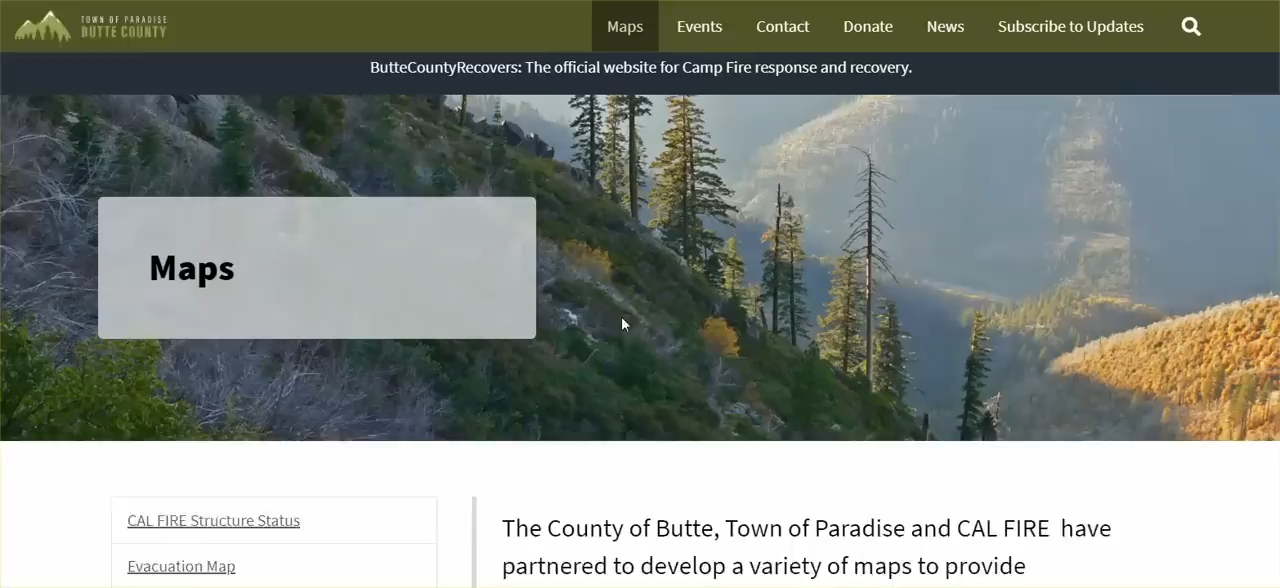 TOWN OF PARADISE
BUTTE COUNTY
Maps Events Contact Donate News Subscribe to Updates
ButteCountyRecovers: The official website for Camp Fire response and recovery.
Maps
CAL FIRE Structure Status
Evacuation Map
The County of Butte, Town of Paradise and CAL FIRE have
partnered to develop a variety of maps to provide